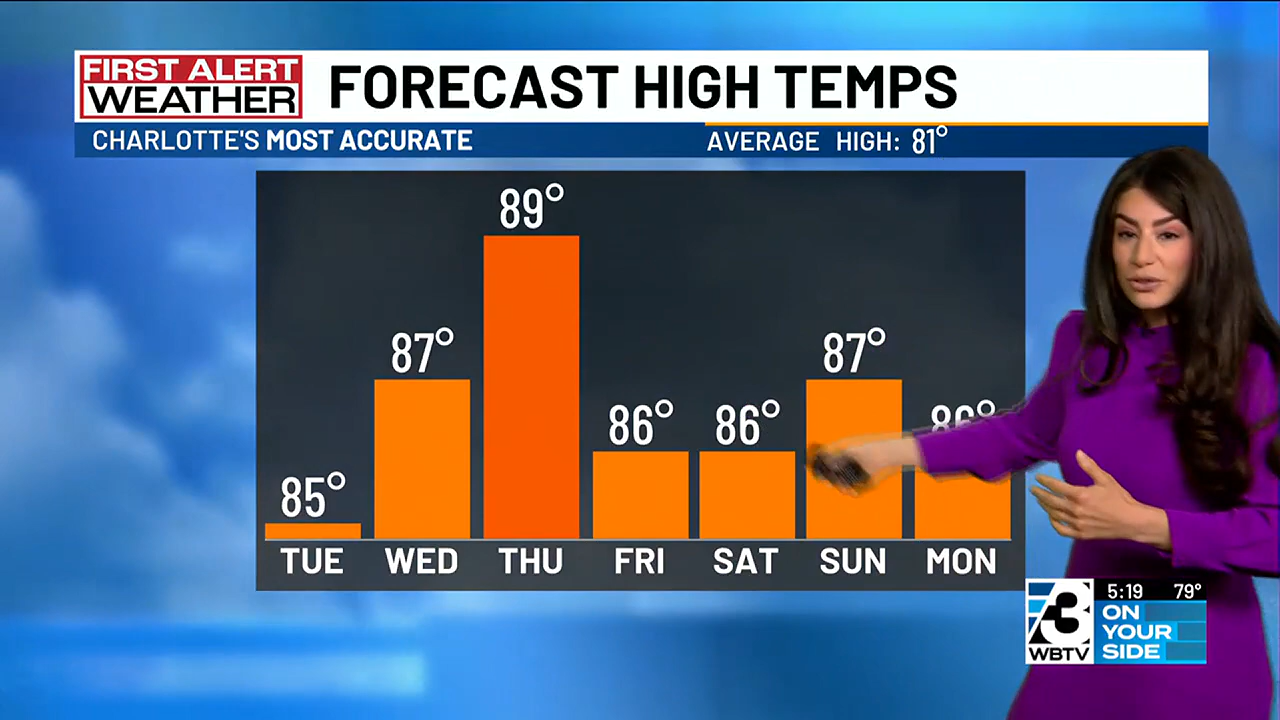 FIRST ALERT
WEATHER
FORECAST HIGH TEMPS
CHARLOTTE'S MOST ACCURATE
AVERAGE HIGH: 81°
85°
87°
89°
86°
86°
87°
86°
TUE
WED
THU
FRI
SAT
SUN
MON
3
WBTV
5:19 79°
ON
YOUR
SIDE